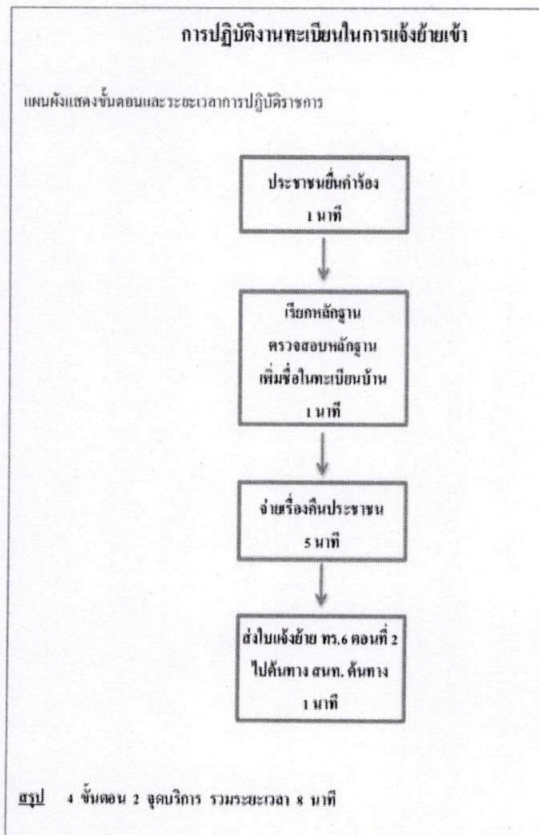 การปฏิบัติงานทะเบียนในการแจ้งย้ายเข้า
แผนผังแสดงขั้นตอนและระยะเวลาการปฏิบัติราชการ
ประชาชนยื่นคำร้อง
1 นาที
เรียกหลักฐาน
ตรวจสอบหลักฐาน
เพิ่มชื่อในทะเบียนบ้าน
1 นาที
จ่ายเรื่องคืนประชาชน
5 นาที
ส่งใบแจ้งย้าย ทร.6 ตอนที่ 2
ไปต้นทาง สนท. ต้นทาง
1 นาที
สรุป 4 ขั้นตอน 2 จุดบริการ รวมระยะเวลา 8 นาที